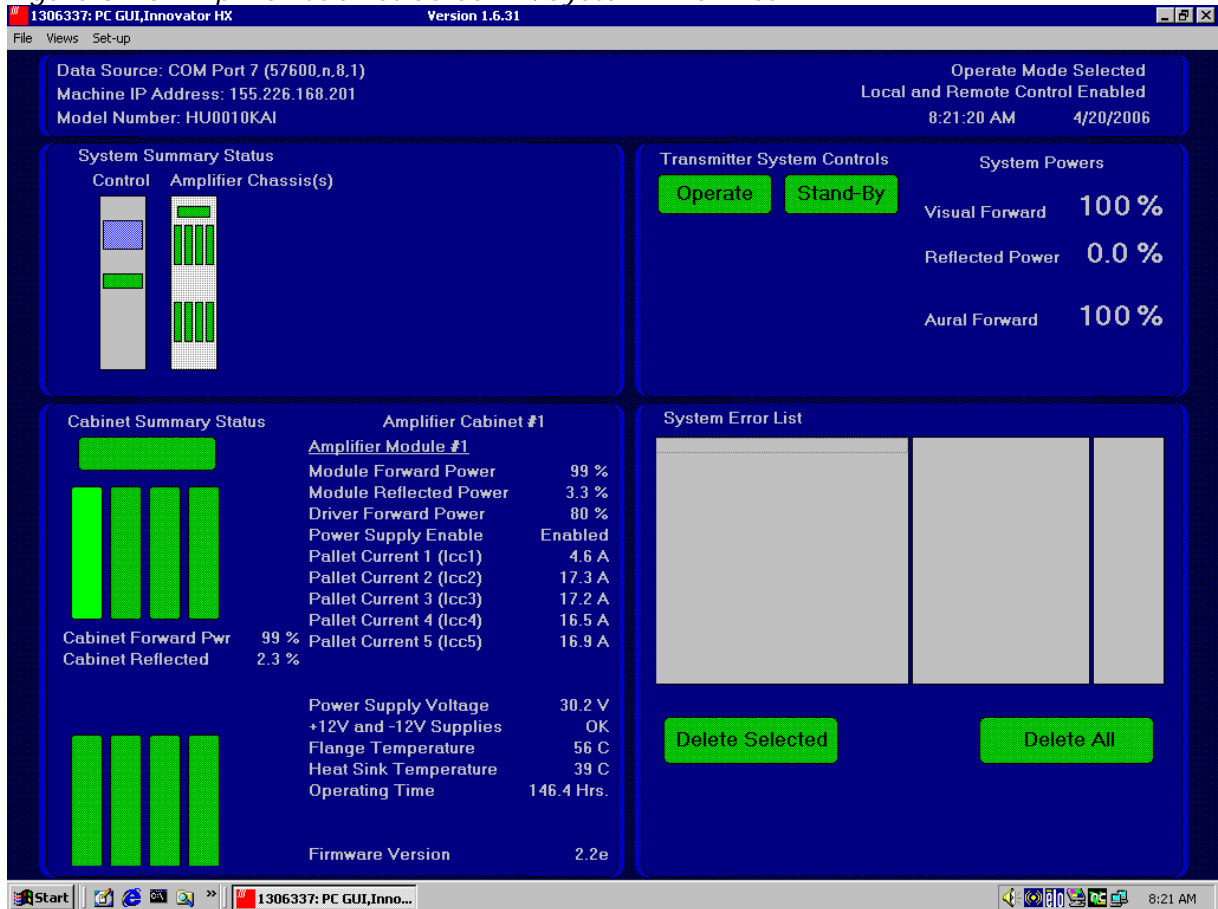 1306337: PC GUI,Innovator HX Version 1.6.31
File Views Set-up
Data Source: COM Port 7 (57600,n,8,1)
Machine IP Address: 155.226.168.201
Model Number: HU0010KAI
Operate Mode Selected
Local and Remote Control Enabled
8:21:20 AM 4/20/2006
System Summary Status
Control Amplifier Chassis(s)
Transmitter System Controls
Operate Stand-By
System Powers
Visual Forward 100 %
Reflected Power 0.0 %
Aural Forward 100 %
Cabinet Summary Status
Cabinet Forward Pwr 99 %
Cabinet Reflected 2.3 %
Amplifier Cabinet #1
Amplifier Module #1
Module Forward Power 99 %
Module Reflected Power 3.3 %
Driver Forward Power 80 %
Power Supply Enable Enabled
Pallet Current 1 (Icc1) 4.6 A
Pallet Current 2 (Icc2) 17.3 A
Pallet Current 3 (Icc3) 17.2 A
Pallet Current 4 (Icc4) 16.5 A
Pallet Current 5 (Icc5) 16.9 A
Power Supply Voltage 30.2 V
+12V and -12V Supplies OK
Flange Temperature 56 C
Heat Sink Temperature 39 C
Operating Time 146.4 Hrs.
Firmware Version 2.2e
System Error List
Delete Selected Delete All
Start » 1306337: PC GUI,Inno... 8:21 AM